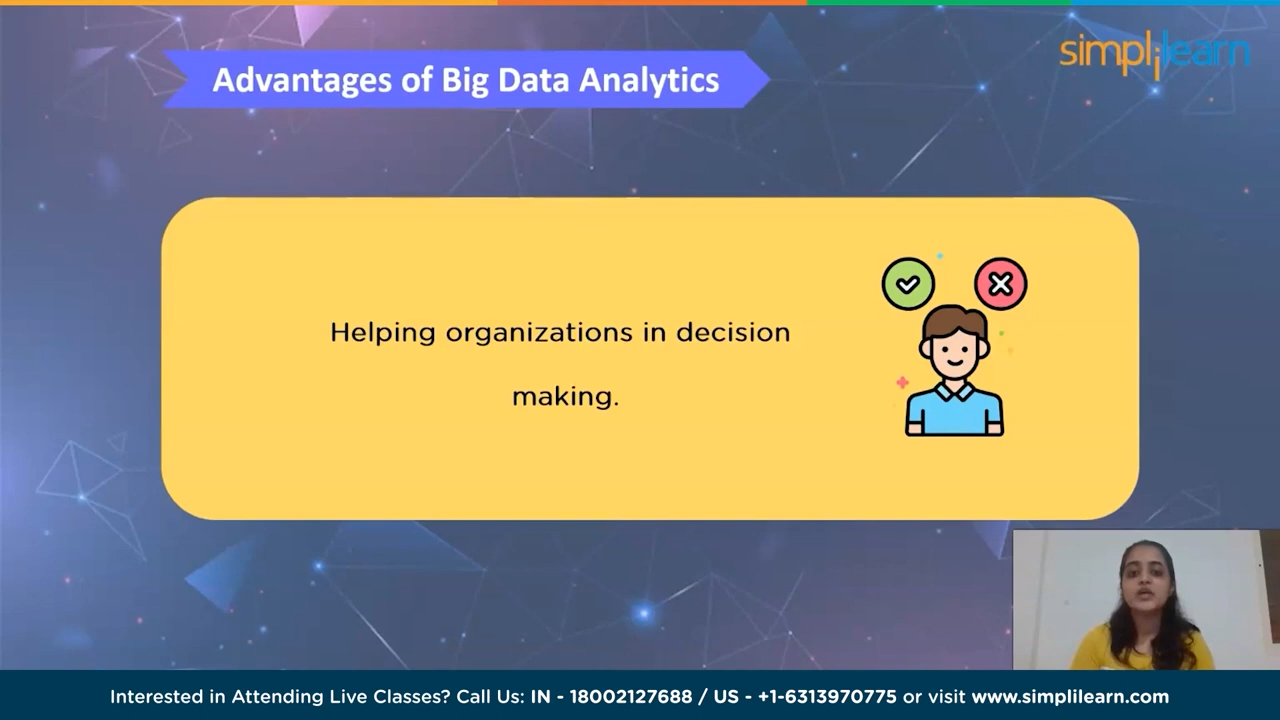 simplilearn
Advantages of Big Data Analytics
Helping organizations in decision
making.
Interested in Attending Live Classes? Call Us: IN - 18002127688 / US - +1-6313970775 or visit www.simplilearn.com